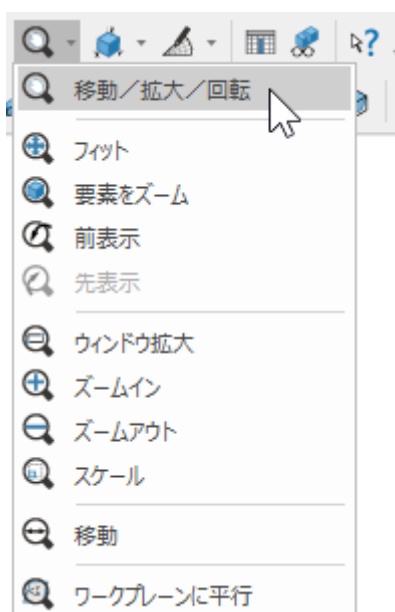 移動／拡大／回転
フィット
要素をズーム
前表示
先表示
ウィンドウ拡大
ズームイン
ズームアウト
スケール
移動
ワークプレーンに平行